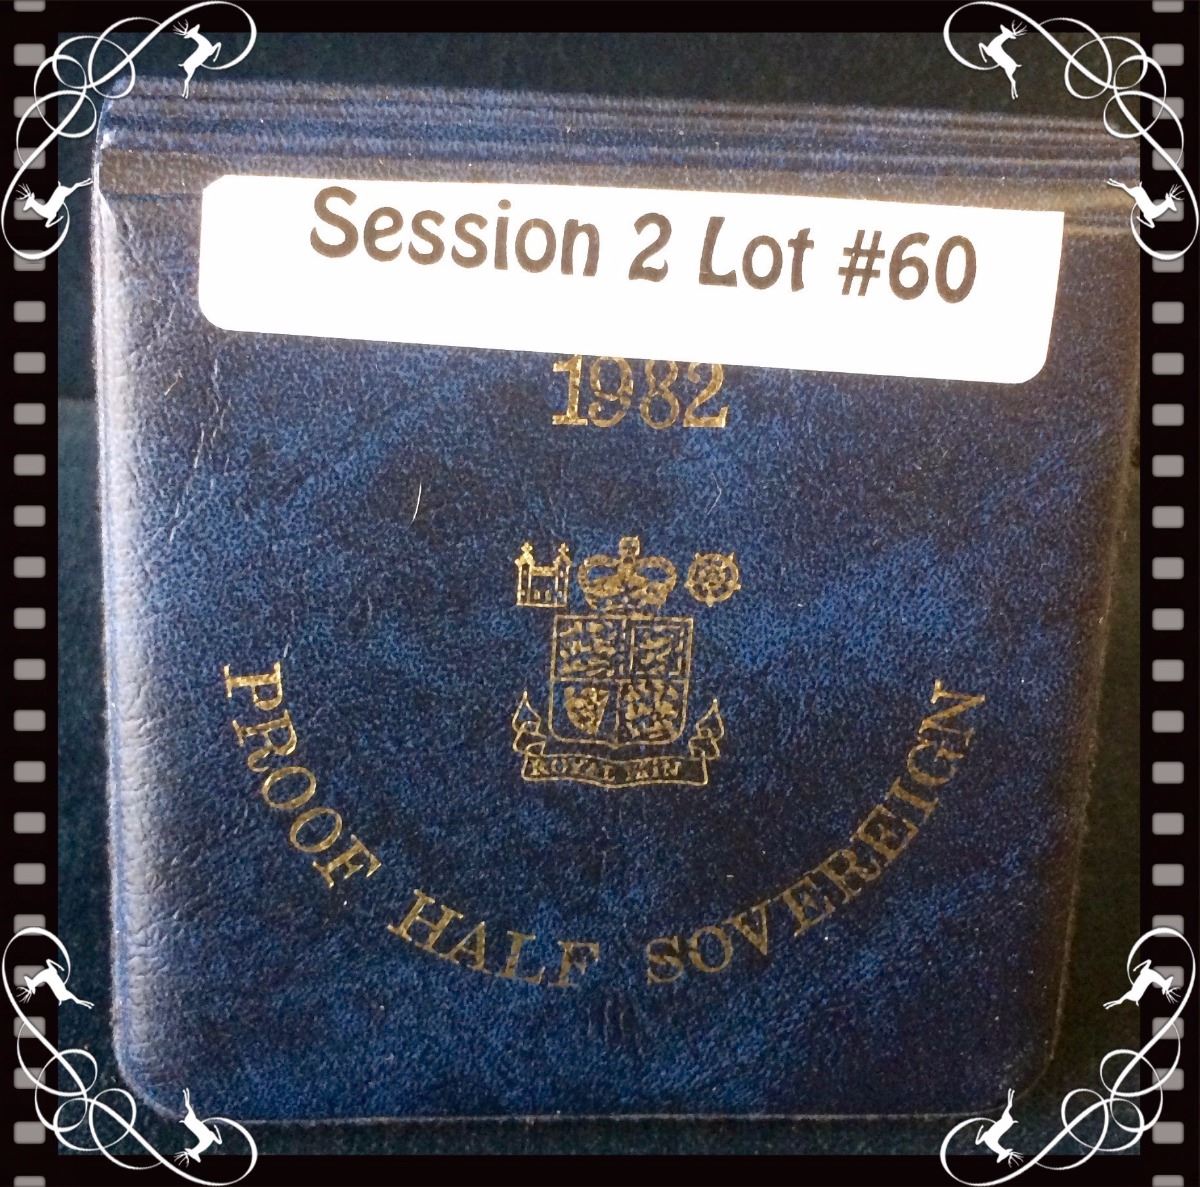 Session 2 Lot #60
1982
ROYAL MINT
PROOF HALF SOVEREIGN